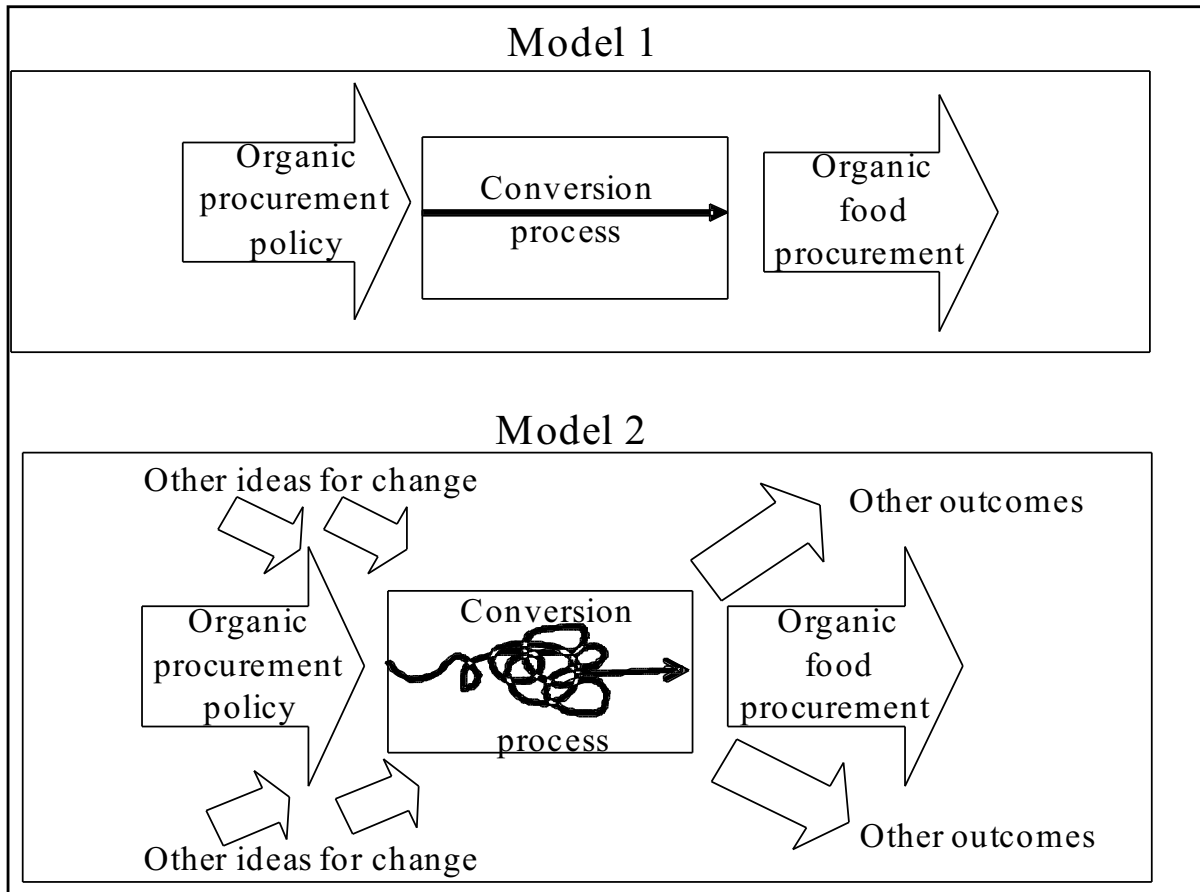 Model 1
Organic
procurement
policy
Conversion
process
Organic
food
procurement
Model 2
Other ideas for change
Other outcomes
Organic
procurement
policy
Conversion
process
Organic
food
procurement
Other ideas for change
Other outcomes